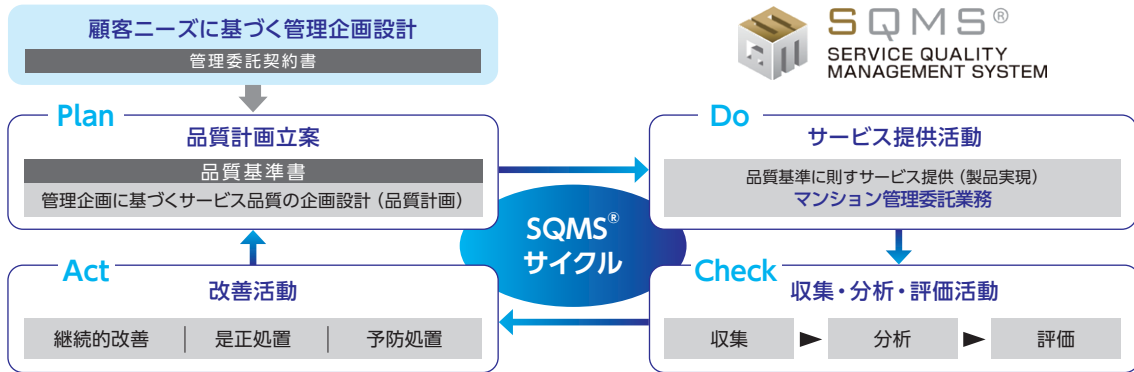 顧客ニーズに基づく管理企画設計
管理委託契約書
SQMS®
SERVICE QUALITY
MANAGEMENT SYSTEM
Plan
品質計画立案
品質基準書
管理企画に基づくサービス品質の企画設計（品質計画）
Do
サービス提供活動
品質基準に則すサービス提供（製品実現）
マンション管理委託業務
SQMS®
サイクル
Act
改善活動
継続的改善 | 是正処置 | 予防処置
Check
収集・分析・評価活動
収集 ► 分析 ► 評価